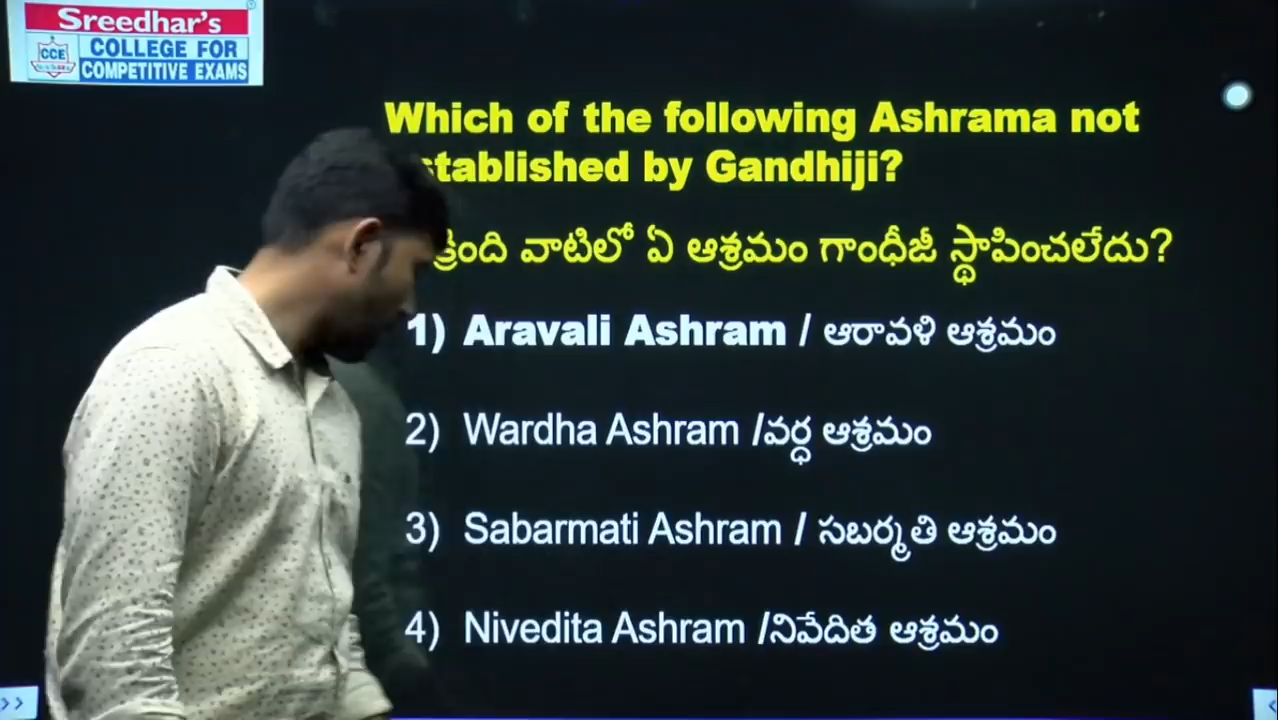 Sreedhar's
CCE
COLLEGE FOR
COMPETITIVE EXAMS
Which of the following Ashrama not
stablished by Gandhiji?
క్రింది వాటిలో ఏ ఆశ్రమం గాంధీజీ స్థాపించలేదు?
1) Aravali Ashram / ఆరావళి ఆశ్రమం
2) Wardha Ashram /వర్ధ ఆశ్రమం
3) Sabarmati Ashram / సబర్మతి ఆశ్రమం
4) Nivedita Ashram /నివేదిత ఆశ్రమం